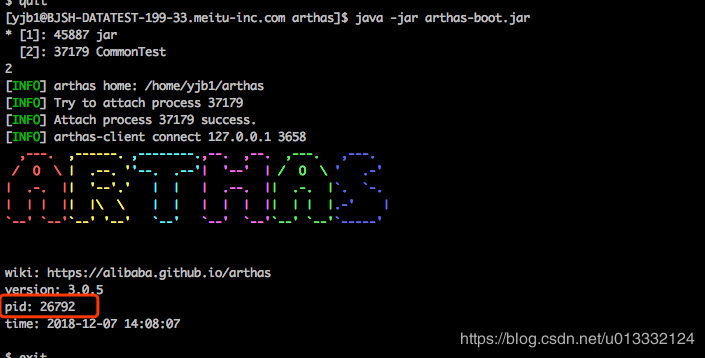 $ quit
[yjb1@BJSH-DATATEST-199-33.meitu-inc.com arthas]$ java -jar arthas-boot.jar
* [1]: 45887 jar
[2]: 37179 CommonTest
2
[INFO] arthas home: /home/yjb1/arthas
[INFO] Try to attach process 37179
[INFO] Attach process 37179 success.
[INFO] arthas-client connect 127.0.0.1 3658
ARTHAS
wiki: https://alibaba.github.io/arthas
version: 3.0.5
pid: 26792
time: 2018-12-07 14:08:07
$ exit
https://blog.csdn.net/u013332124